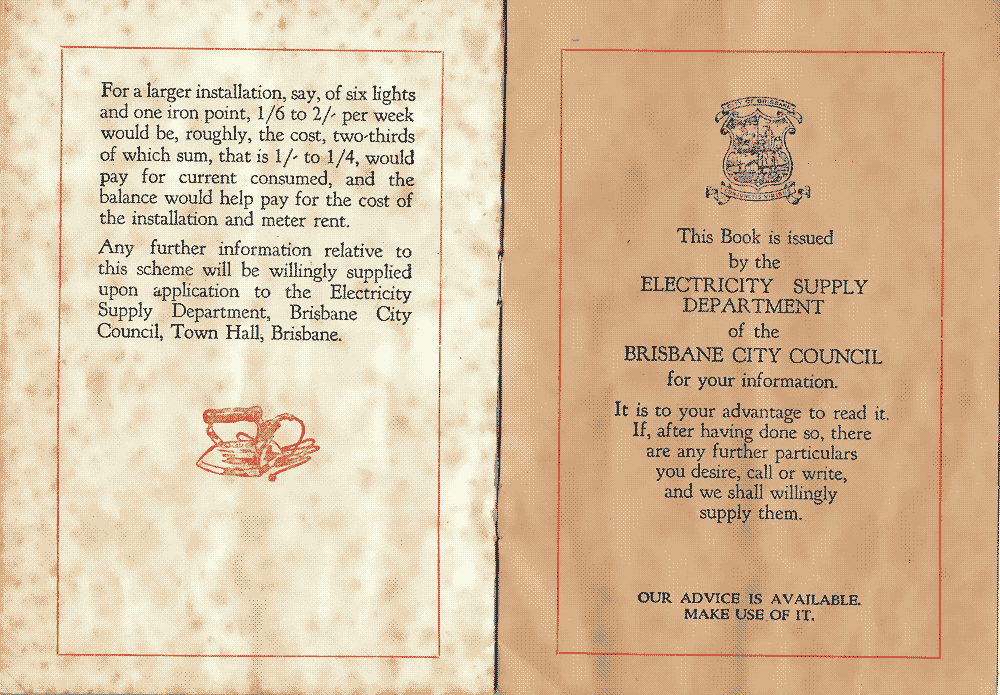 For a larger installation, say, of six lights
and one iron point, 1/6 to 2/- per week
would be, roughly, the cost, two-thirds
of which sum, that is 1/- to 1/4, would
pay for current consumed, and the
balance would help pay for the cost of
the installation and meter rent.
Any further information relative to
this scheme will be willingly supplied
upon application to the Electricity
Supply Department, Brisbane City
Council, Town Hall, Brisbane.
CITY OF BRISBANE
This Book is issued
by the
ELECTRICITY SUPPLY
DEPARTMENT
of the
BRISBANE CITY COUNCIL
for your information.
It is to your advantage to read it.
If, after having done so, there
are any further particulars
you desire, call or write,
and we shall willingly
supply them.
OUR ADVICE IS AVAILABLE.
MAKE USE OF IT.